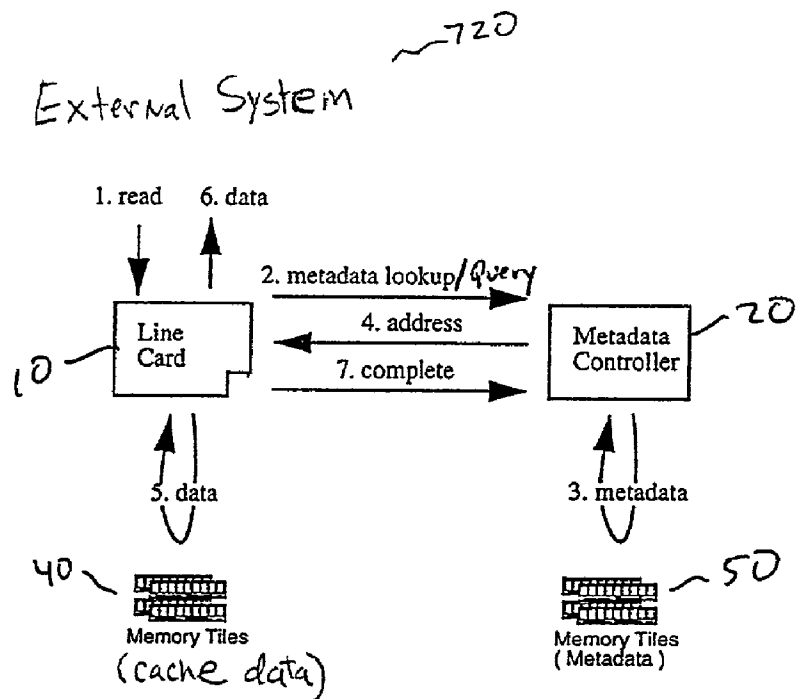 720
External System
1. read 6. data
2. metadata lookup/Query
Line
Card
4. address
Metadata
Controller
20
10
7. complete
5. data
3. metadata
40
50
Memory Tiles
(cache data)
Memory Tiles
(Metadata)